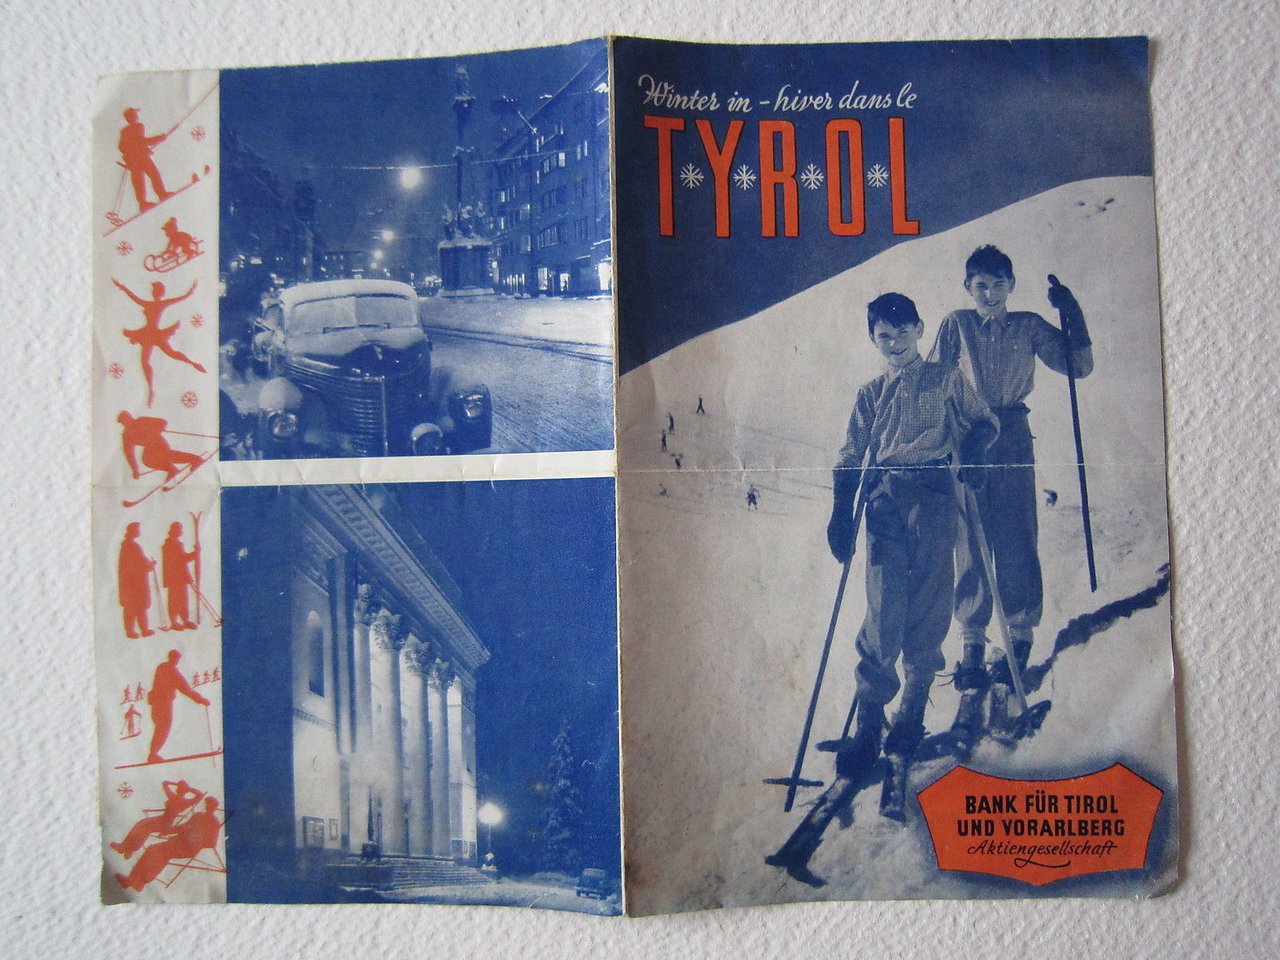 Winter in - hiver dans le
TYROL
BANK FÜR TIROL
UND VORARLBERG
Aktiengesellschaft